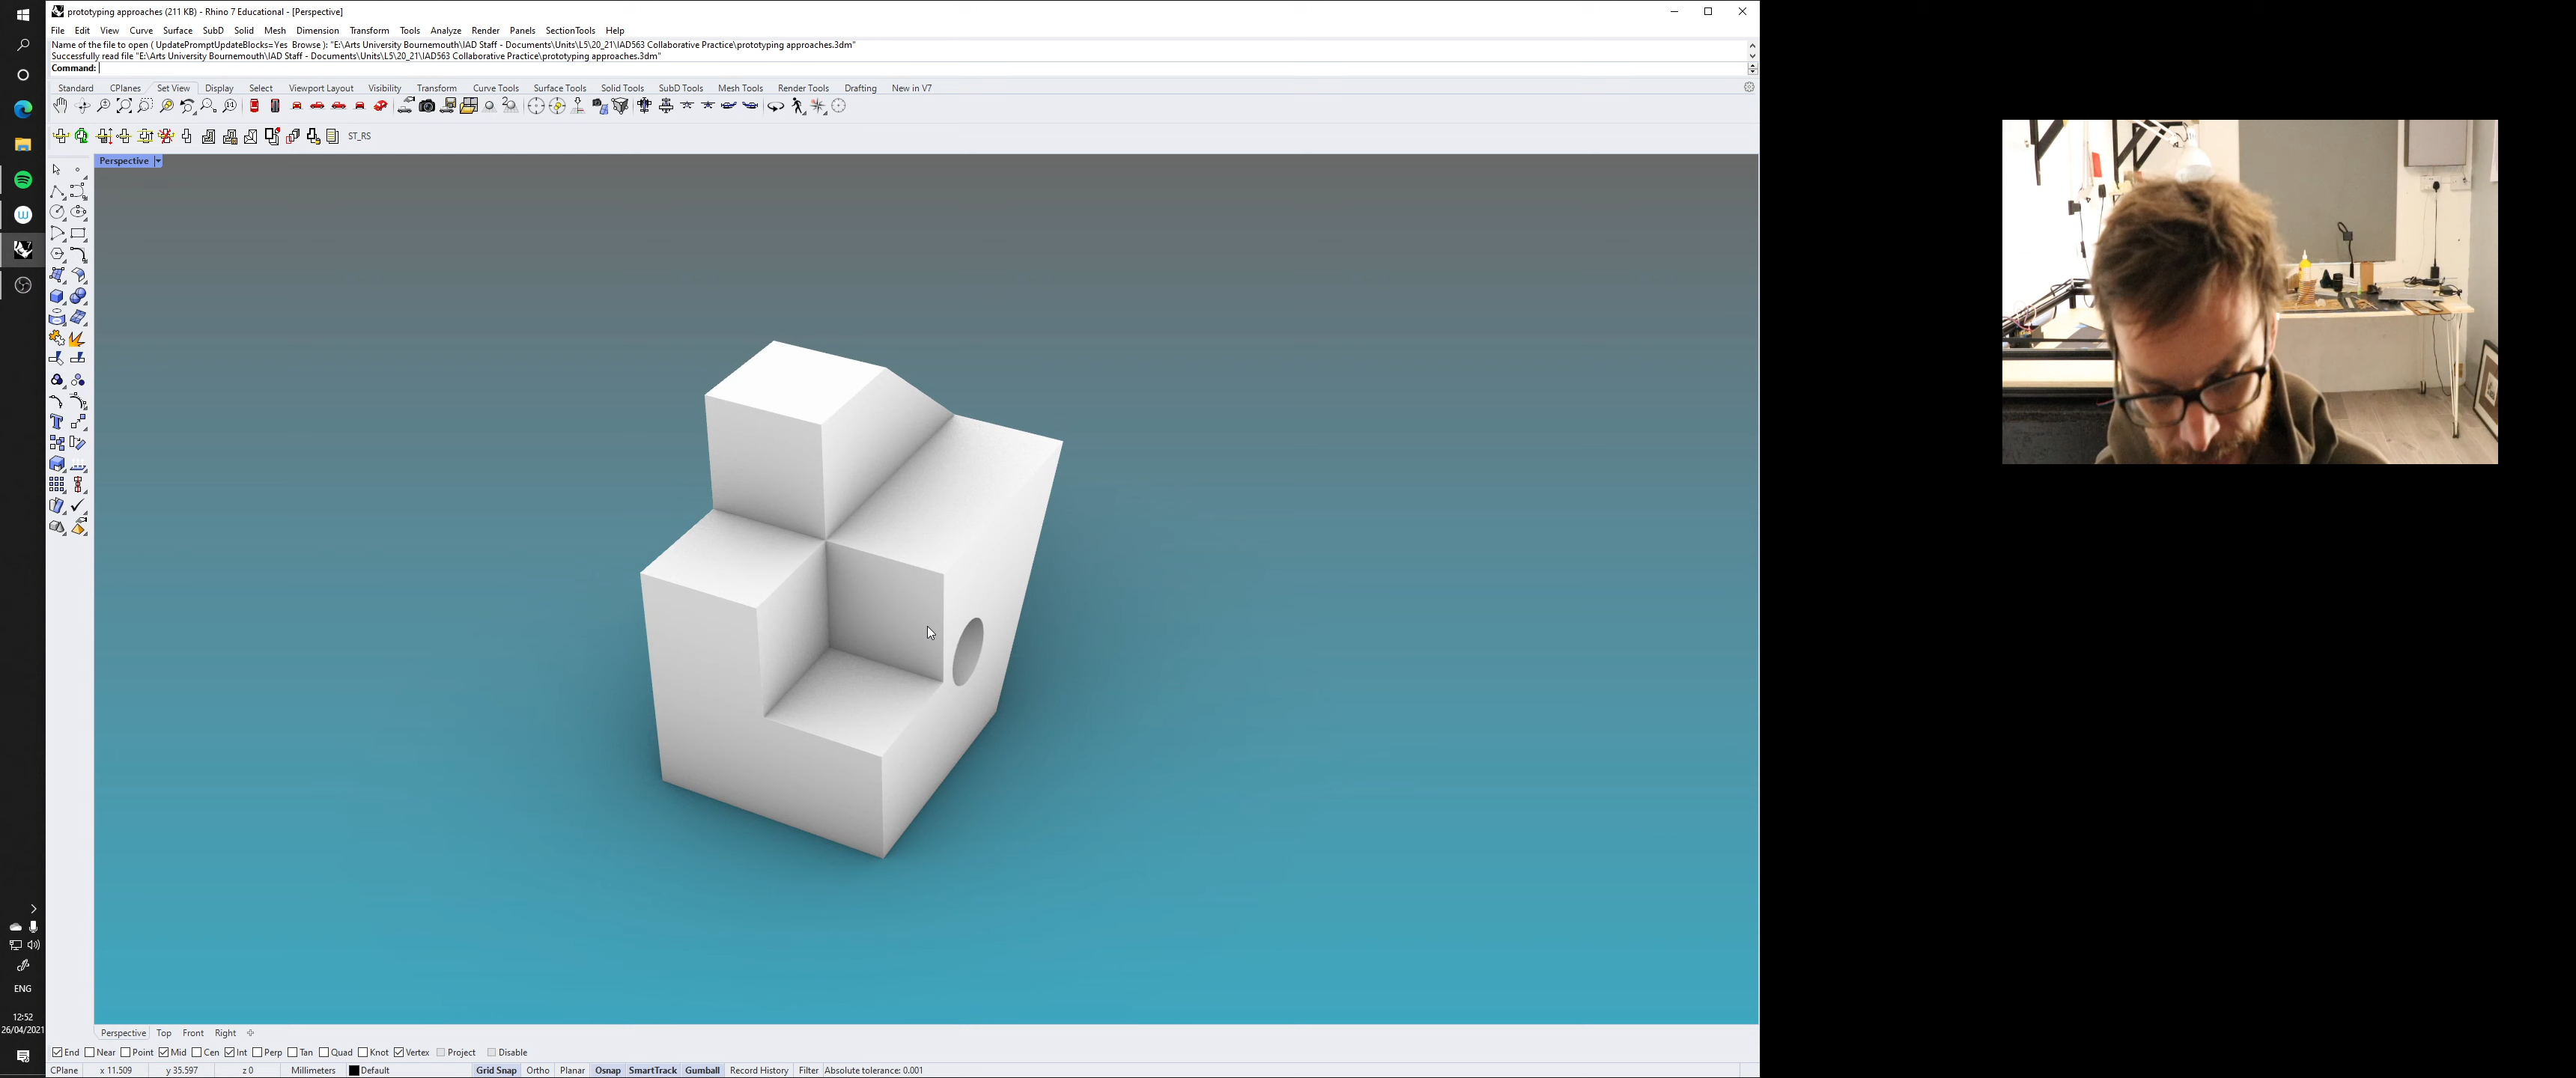 prototyping approaches (211 KB) - Rhino 7 Educational - [Perspective]
File Edit View Curve Surface SubD Solid Mesh Dimension Transform Tools Analyze Render Panels SectionTools Help
Name of the file to open ( UpdatePromptUpdateBlocks=Yes Browse ): "E:\Arts University Bournemouth\IAD Staff - Documents\Units\L5\20_21\IAD563 Collaborative Practice\prototyping approaches.3dm"
Successfully read file "E:\Arts University Bournemouth\IAD Staff - Documents\Units\L5\20_21\IAD563 Collaborative Practice\prototyping approaches.3dm"
Command:
Standard CPlanes Set View Display Select Viewport Layout Visibility Transform Curve Tools Surface Tools Solid Tools SubD Tools Mesh Tools Render Tools Drafting New in V7
ST_RS
Perspective
ENG
12:52
26/04/2021
Perspective Top Front Right
End Near Point Mid Cen Int Perp Tan Quad Knot Vertex Project Disable
CPlane x 11.509 y 35.597 z 0 Millimeters Default Grid Snap Ortho Planar Osnap SmartTrack Gumball Record History Filter Absolute tolerance: 0.001